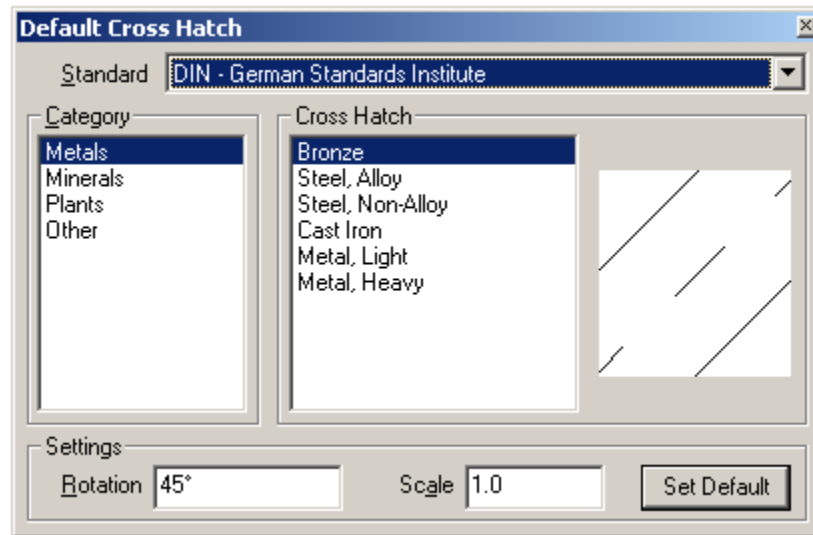 Default Cross Hatch
Standard DIN - German Standards Institute
Category
Metals
Minerals
Plants
Other
Cross Hatch
Bronze
Steel, Alloy
Steel, Non-Alloy
Cast Iron
Metal, Light
Metal, Heavy
Settings
Rotation 45° Scale 1.0 Set Default